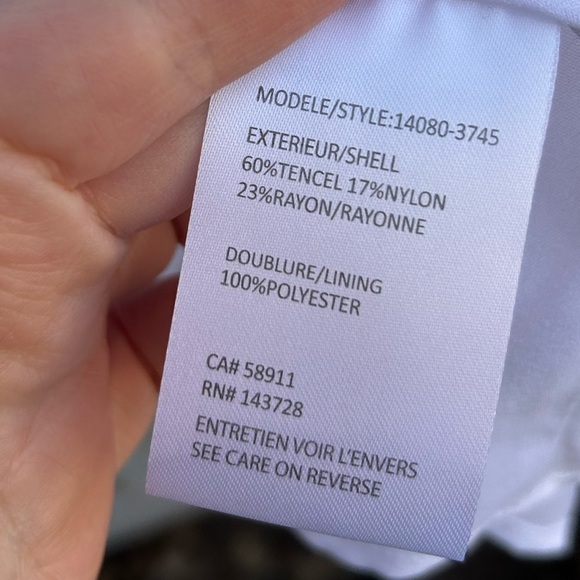 MODELE/STYLE:14080-3745
EXTERIEUR/SHELL
60%TENCEL 17%NYLON
23%RAYON/RAYONNE
DOUBLURE/LINING
100%POLYESTER
CA# 58911
RN# 143728
ENTRETIEN VOIR L'ENVERS
SEE CARE ON REVERSE